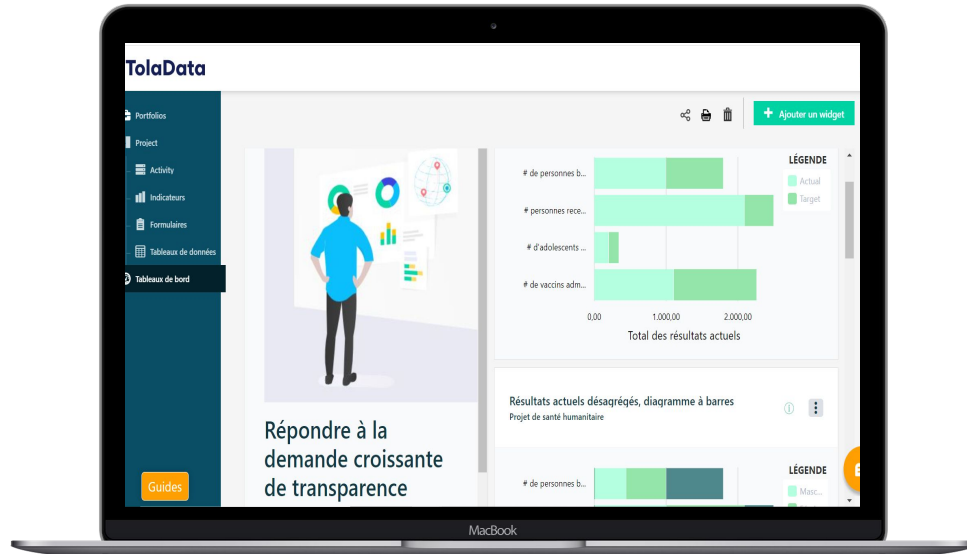 TolaData
Portfolios
Project
Activity
Indicateurs
Formulaires
Tableaux de données
Tableaux de bord
Guides
Ajouter un widget
Répondre à la
demande croissante
de transparence
LÉGENDE
Actual
Target
# de personnes b...
# personnes rece...
# d'adolescents ...
# de vaccins adm...
0,00 1.000,00 2.000,00
Total des résultats actuels
Résultats actuels désagrégés, diagramme à barres
Projet de santé humanitaire
# de personnes b...
LÉGENDE
Masc...
MacBook